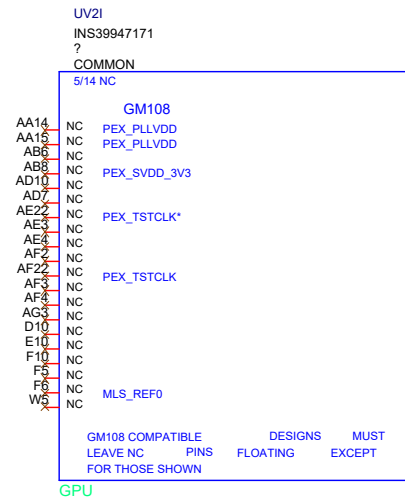 UV2I
INS39947171
?
COMMON
5/14 NC
GM108
AA14 NC PEX_PLLVDD
AA15 NC PEX_PLLVDD
AB6 NC
AB8 NC PEX_SVDD_3V3
AD10 NC
AD7 NC
AE22 NC PEX_TSTCLK*
AE3 NC
AE4 NC
AF2 NC
AF22 NC PEX_TSTCLK
AF3 NC
AF4 NC
AG3 NC
D10 NC
E10 NC
F10 NC
F5 NC
F6 NC MLS_REF0
W5 NC
GM108 COMPATIBLE DESIGNS MUST
LEAVE NC PINS FLOATING EXCEPT
FOR THOSE SHOWN
GPU